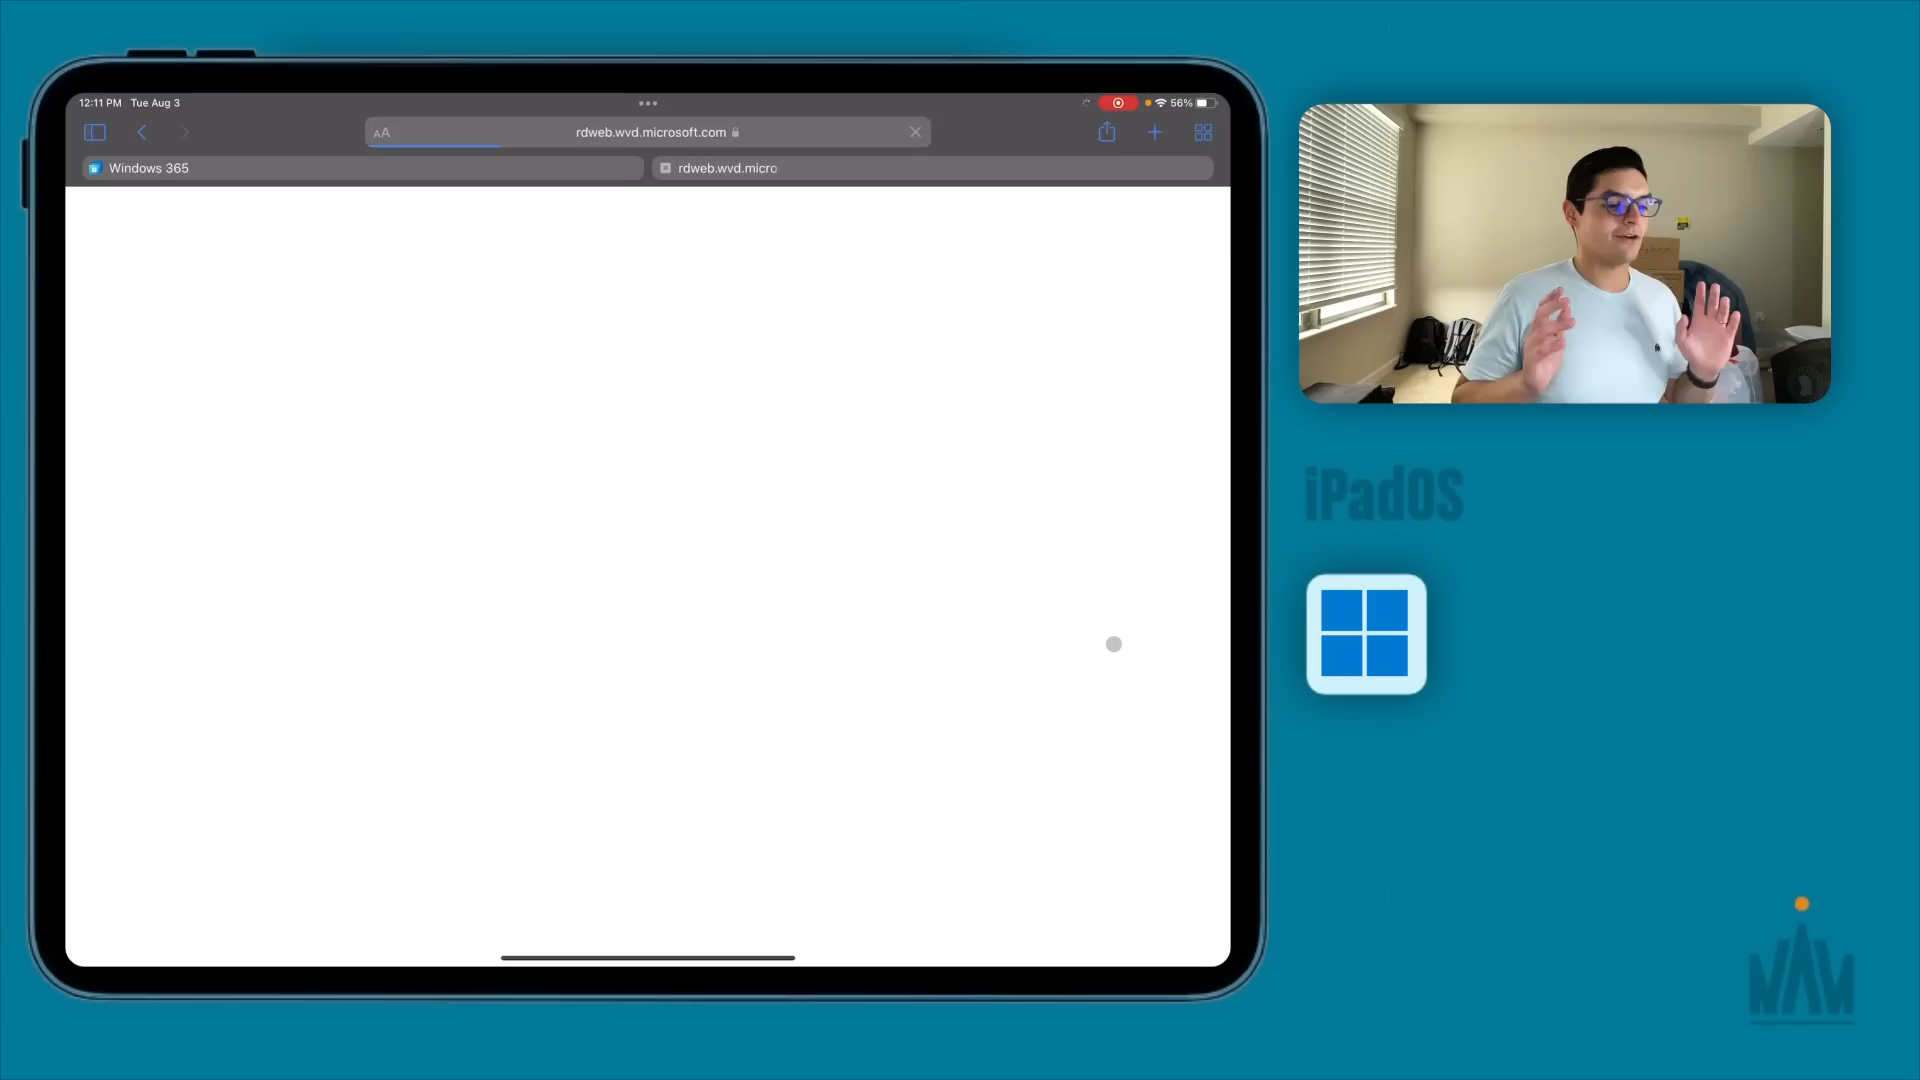 12:11 PM Tue Aug 3
56%
AA
rdweb.wvd.microsoft.com
Windows 365
rdweb.wvd.micro
iPadOS